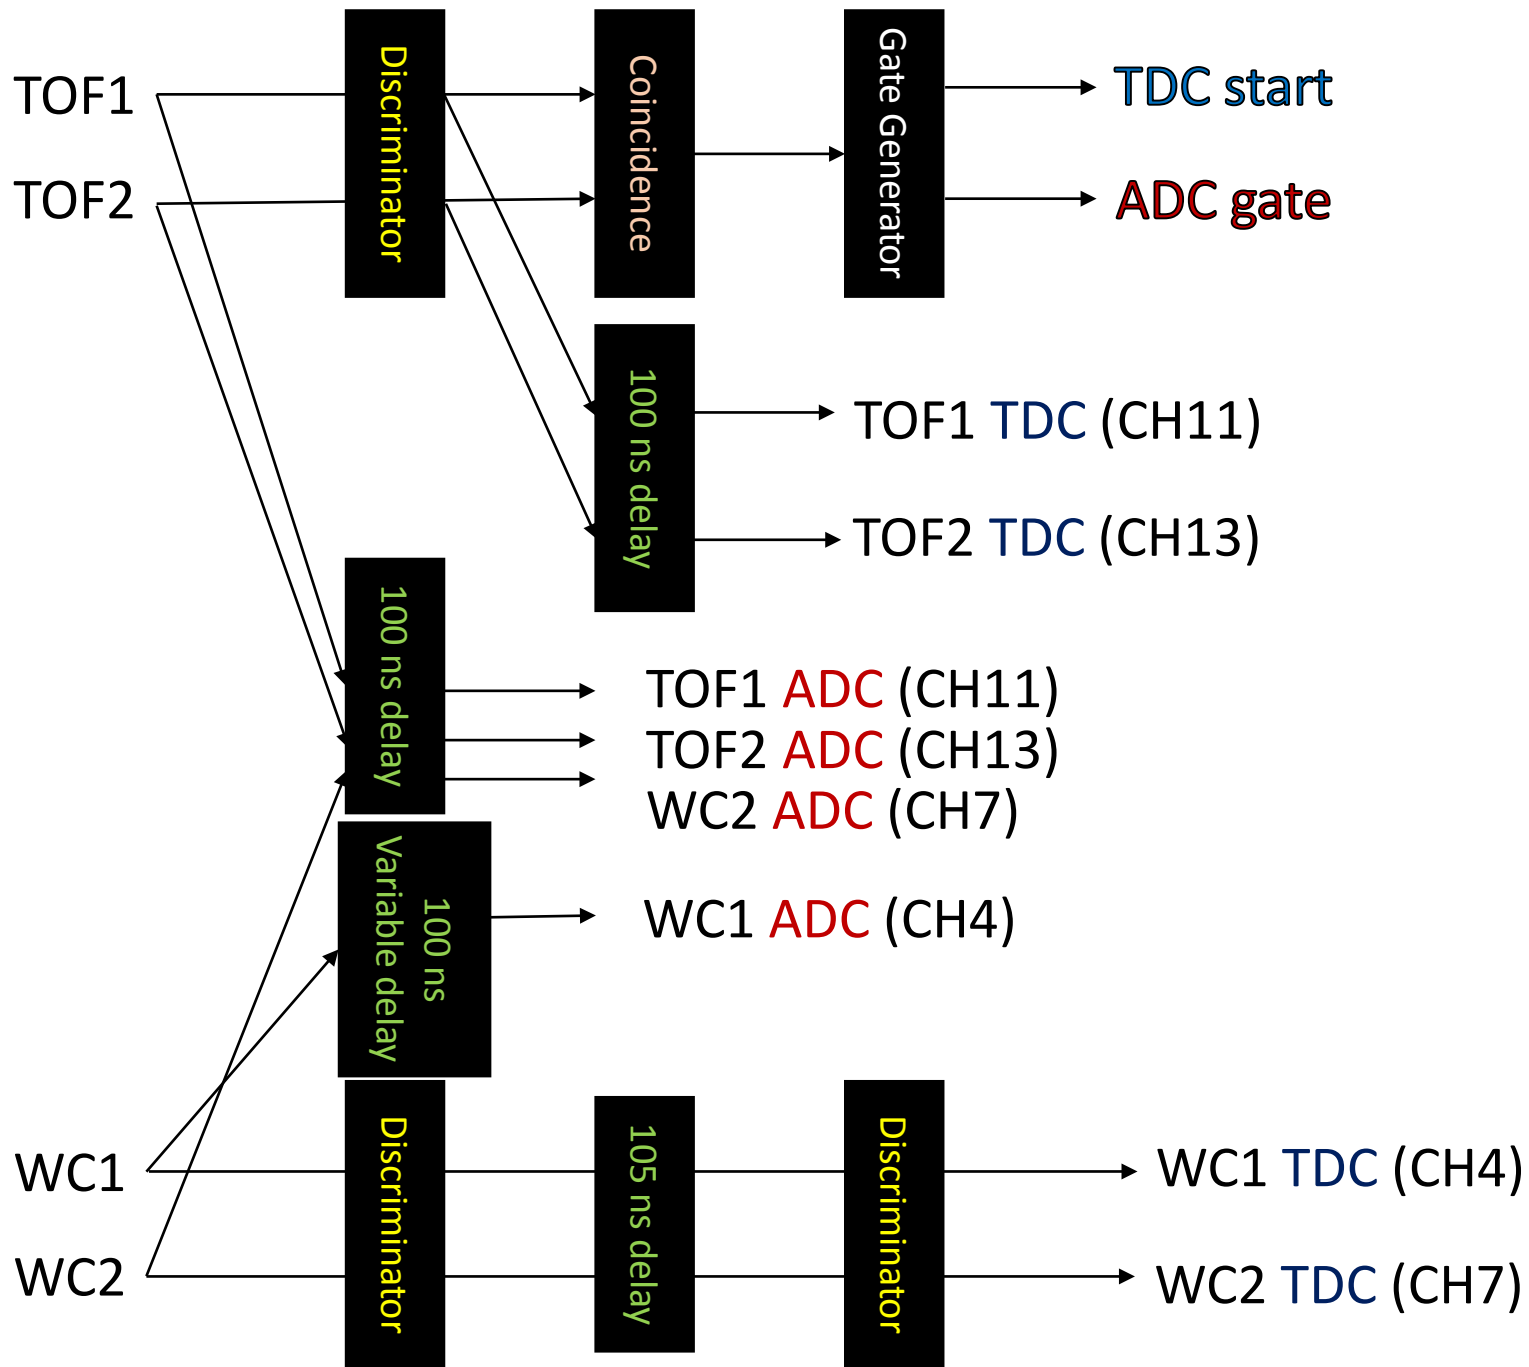 TOF1
TOF2
Discriminator
Coincidence
Gate Generator
TDC start
ADC gate
100 ns delay
TOF1 TDC (CH11)
TOF2 TDC (CH13)
100 ns delay
TOF1 ADC (CH11)
TOF2 ADC (CH13)
WC2 ADC (CH7)
100 ns
Variable delay
WC1 ADC (CH4)
WC1
WC2
Discriminator
105 ns delay
Discriminator
WC1 TDC (CH4)
WC2 TDC (CH7)